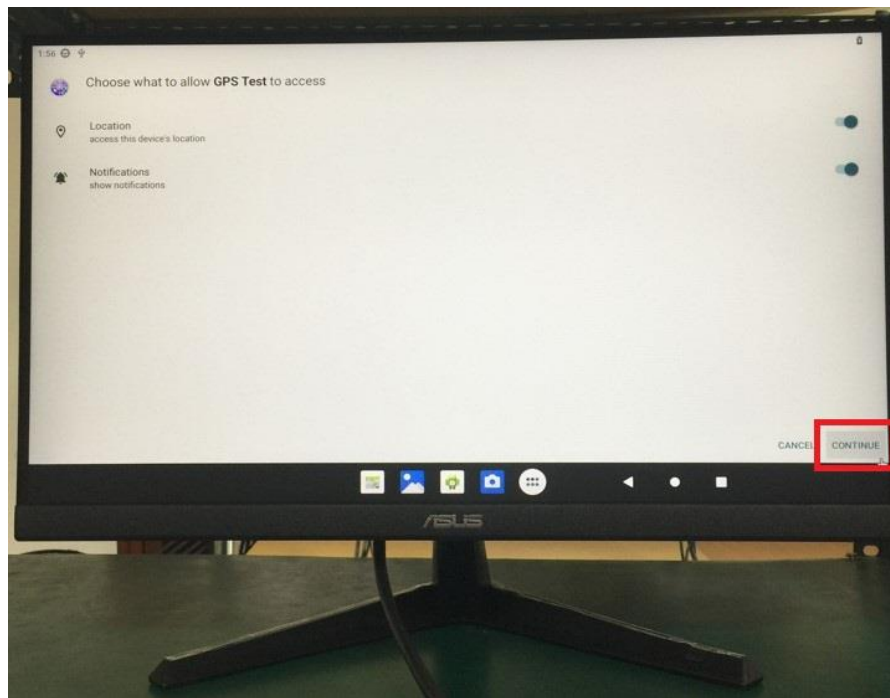 1:56
Choose what to allow GPS Test to access
Location
access this device's location
Notifications
show notifications
CANCEL
CONTINUE
ASUS